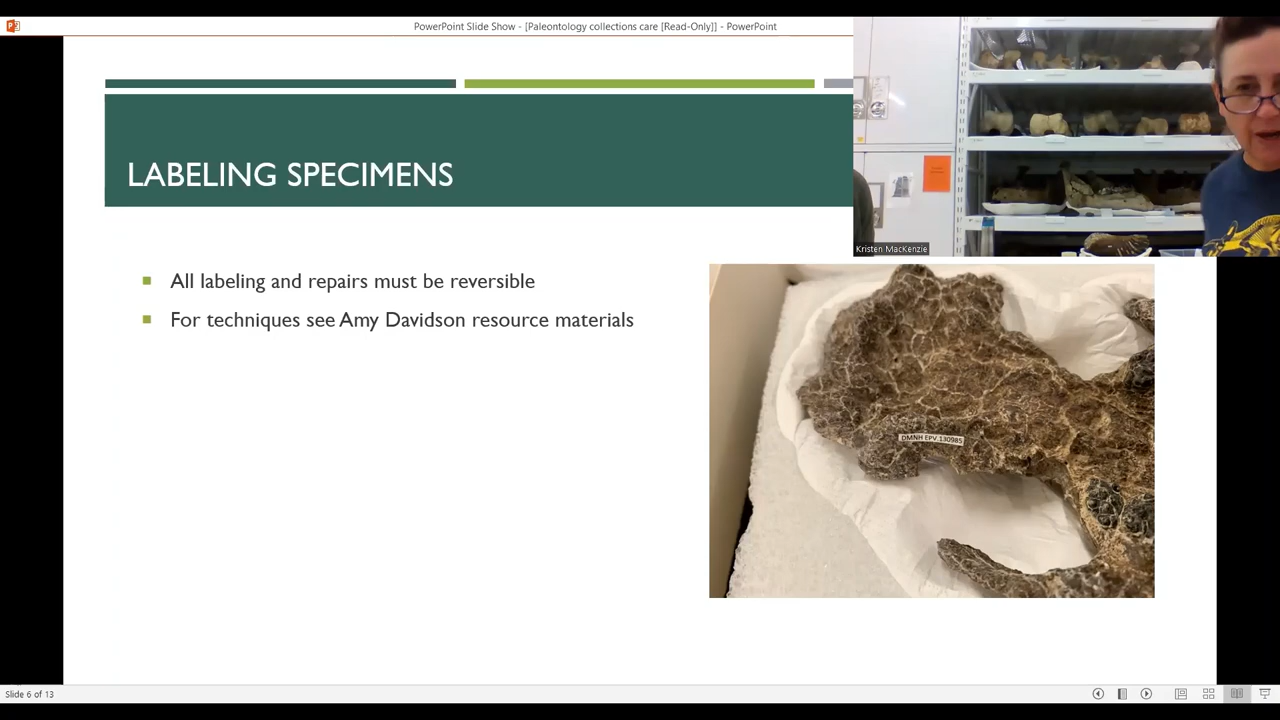 PowerPoint Slide Show - [Paleontology collections care [Read-Only]] - PowerPoint
LABELING SPECIMENS
Kristen MacKenzie
All labeling and repairs must be reversible
For techniques see Amy Davidson resource materials
DMNH EPV.130985
Slide 6 of 13